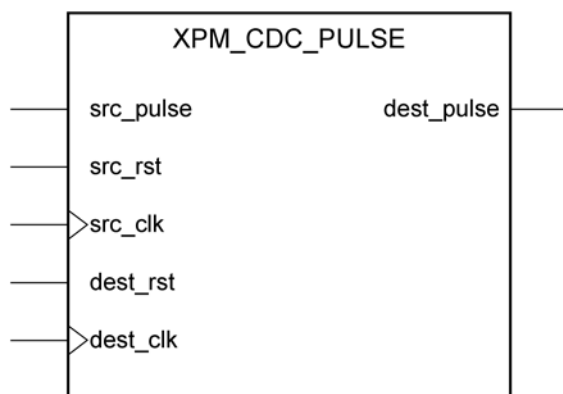 XPM_CDC_PULSE
src_pulse
dest_pulse
src_rst
src_clk
dest_rst
dest_clk